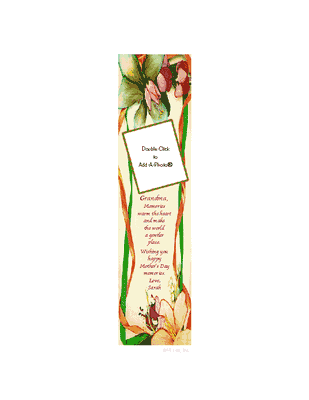 Double Click
to
Add-A-Photo®
Grandma,
Memories
warm the heart
and make
the world
a gentler
place.
Wishing you
happy
Mother's Day
memories.
Love,
Sarah